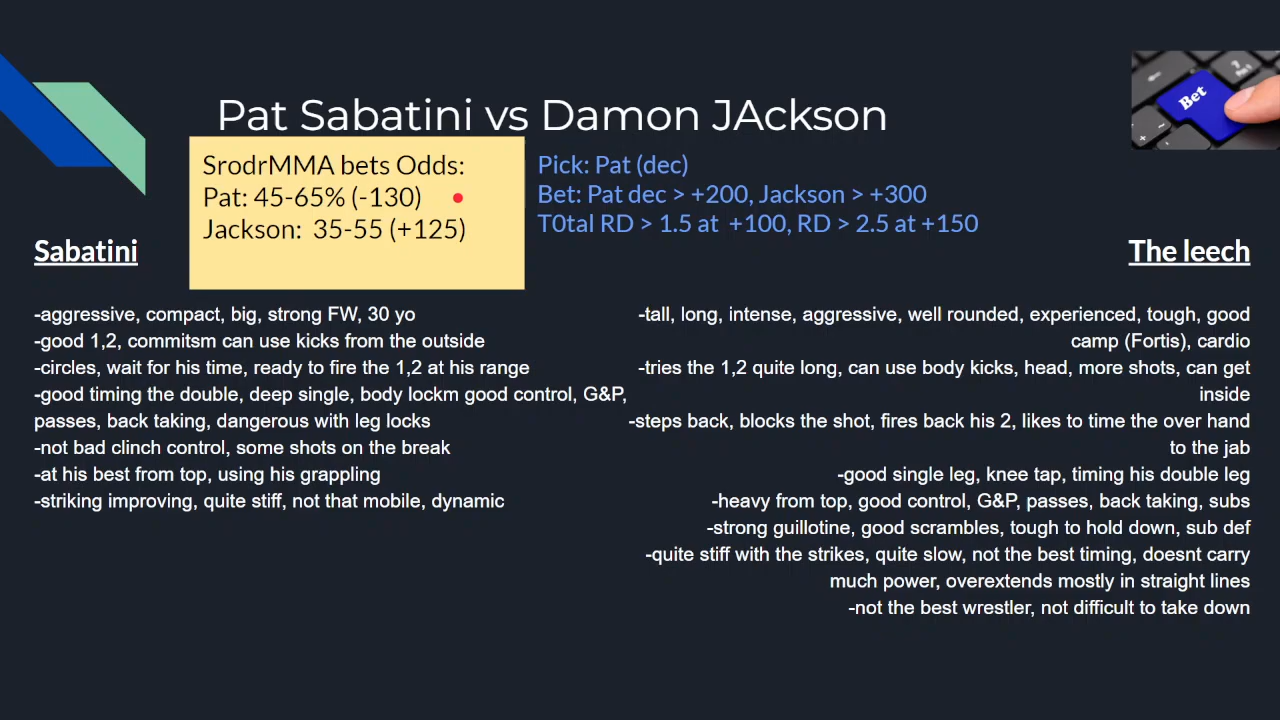 Pat Sabatini vs Damon JAckson
SrodrMMA bets Odds:
Pat: 45-65% (-130)
Jackson:  35-55 (+125)
Pick: Pat (dec)
Bet: Pat dec > +200, Jackson > +300
T0tal RD > 1.5 at  +100, RD > 2.5 at +150
Bet
Sabatini
-aggressive, compact, big, strong FW, 30 yo
-good 1,2, commitsm can use kicks from the outside
-circles, wait for his time, ready to fire the 1,2 at his range
-good timing the double, deep single, body lockm good control, G&P,
passes, back taking, dangerous with leg locks
-not bad clinch control, some shots on the break
-at his best from top, using his grappling
-striking improving, quite stiff, not that mobile, dynamic
The leech
-tall, long, intense, aggressive, well rounded, experienced, tough, good
camp (Fortis), cardio
-tries the 1,2 quite long, can use body kicks, head, more shots, can get
inside
-steps back, blocks the shot, fires back his 2, likes to time the over hand
to the jab
-good single leg, knee tap, timing his double leg
-heavy from top, good control, G&P, passes, back taking, subs
-strong guillotine, good scrambles, tough to hold down, sub def
-quite stiff with the strikes, quite slow, not the best timing, doesnt carry
much power, overextends mostly in straight lines
-not the best wrestler, not difficult to take down